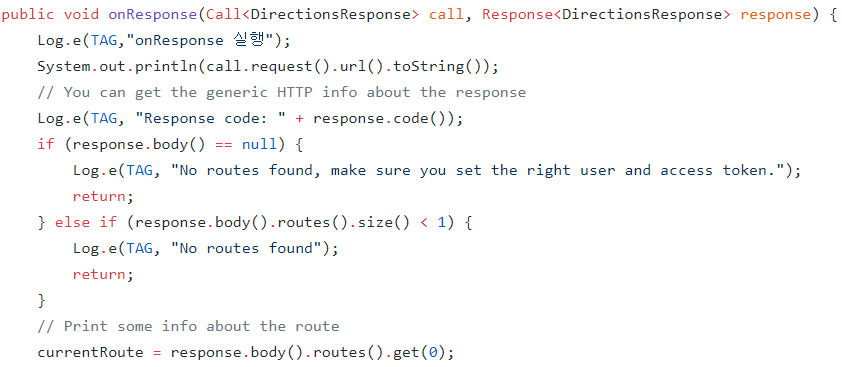 public void onResponse(Call<DirectionsResponse> call, Response<DirectionsResponse> response) {
    Log.e(TAG,"onResponse 실행");
    System.out.println(call.request().url().toString());
    // You can get the generic HTTP info about the response
    Log.e(TAG, "Response code: " + response.code());
    if (response.body() == null) {
        Log.e(TAG, "No routes found, make sure you set the right user and access token.");
        return;
    } else if (response.body().routes().size() < 1) {
        Log.e(TAG, "No routes found");
        return;
    }
    // Print some info about the route
    currentRoute = response.body().routes().get(0);